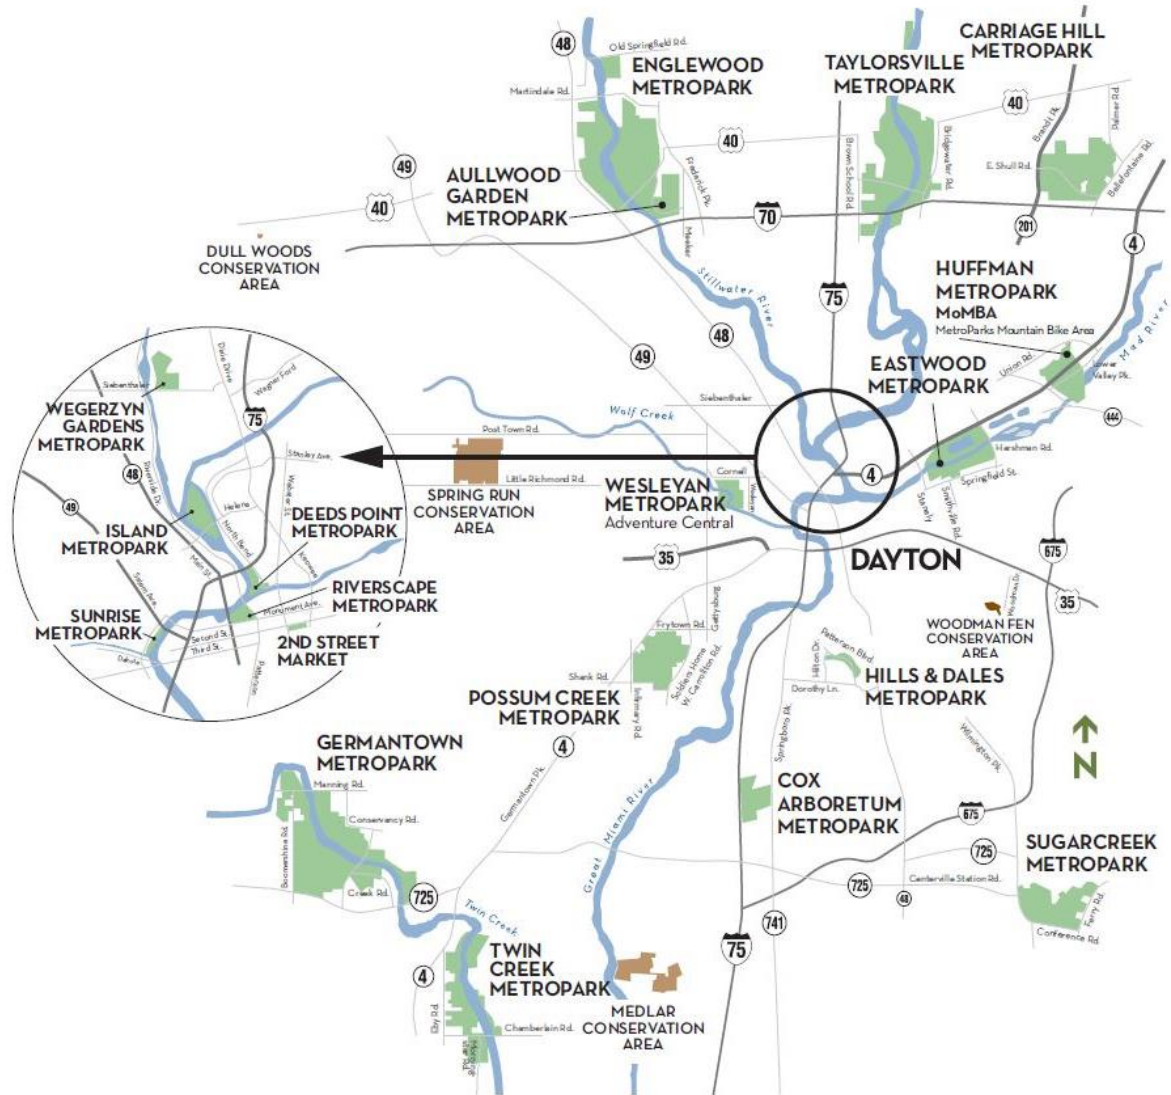 CARRIAGE HILL
METROPARK
48
Old Springfield Rd.
ENGLEWOOD
METROPARK
TAYLORSVILLE
METROPARK
Martindale Rd.
40
Palmer Rd.
Brandt Pk.
40
Bridgewater Rd.
Brown School Rd.
49
Frederick Pk.
E. Shull Rd.
Bellefontaine Rd.
AULLWOOD
GARDEN
METROPARK
40
70
201
4
Meeker
DULL WOODS
CONSERVATION
AREA
Stillwater River
75
HUFFMAN
METROPARK
MoMBA
MetroParks Mountain Bike Area
Mad River
48
49
Union Rd.
Lower
Valley Pk.
EASTWOOD
METROPARK
Siebenthaler
444
Wolf Creek
Post Town Rd.
Harshman Rd.
4
Springfield St.
Little Richmond Rd.
Cornell
Wesleyan
WESLEYAN
METROPARK
Adventure Central
SPRING RUN
CONSERVATION
AREA
Smithville Rd.
35
DAYTON
675
35
Siebenthaler
Dixie Drive
Wagner Ford
WEGERZYN
GARDENS
METROPARK
75
48
Riverside Dr.
Stanley Ave.
Webster St.
49
Helena
ISLAND
METROPARK
DEEDS POINT
METROPARK
North Bend
Main St.
Keowee
Salem Ave.
RIVERSCAPE
METROPARK
Monument Ave.
SUNRISE
METROPARK
Second St.
Third St.
2ND STREET
MARKET
Patterson
Gettysburg
Frytown Rd.
Woodman Dr.
WOODMAN FEN
CONSERVATION
AREA
Patterson Blvd.
Hilton Dr.
Soldiers Home
W. Carrollton Rd.
Shank Rd.
Dorothy Ln.
HILLS & DALES
METROPARK
POSSUM CREEK
METROPARK
Infirmary Rd.
Springboro Pk.
Wilmington Pk.
N
GERMANTOWN
METROPARK
4
Germantown Pk.
Manning Rd.
COX
ARBORETUM
METROPARK
Conservancy Rd.
Great Miami River
675
SUGARCREEK
METROPARK
Boomershine Rd.
725
Creek Rd.
725
725
Centerville Station Rd.
48
Ferry Rd.
Twin Creek
741
Conference Rd.
75
TWIN
CREEK
METROPARK
4
Eby Rd.
Chamberlain Rd.
MEDLAR
CONSERVATION
AREA